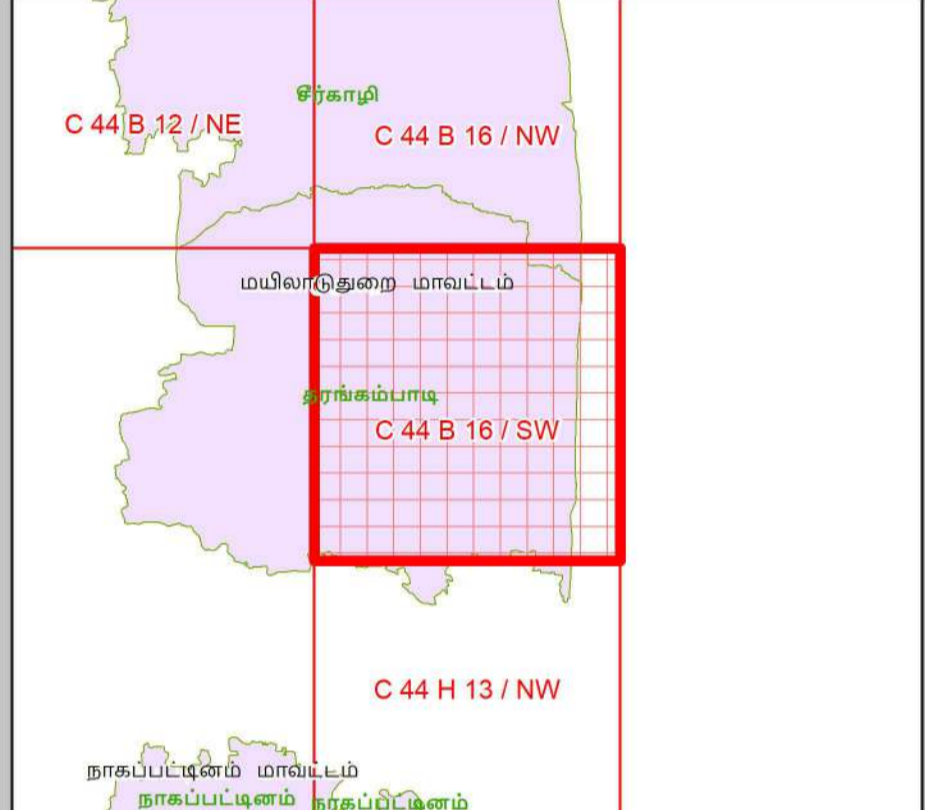 சீர்காழி
C 44 B 12 / NE
C 44 B 16 / NW
மயிலாடுதுறை மாவட்டம்
தரங்கம்பாடி
C 44 B 16 / SW
C 44 H 13 / NW
நாகப்பட்டினம் மாவட்டம்
நாகப்பட்டினம் நாகப்பட்டினம்